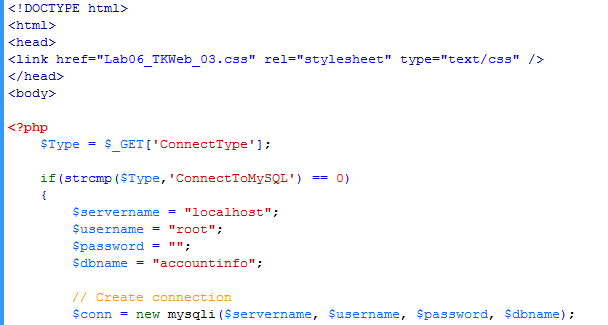 <!DOCTYPE html>
<html>
<head>
<link href="Lab06_TKWeb_03.css" rel="stylesheet" type="text/css" />
</head>
<body>
<?php
$Type = $_GET['ConnectType'];
if(strcmp($Type,'ConnectToMySQL') == 0)
{
$servername = "localhost";
$username = "root";
$password = "";
$dbname = "accountinfo";
// Create connection
$conn = new mysqli($servername, $username, $password, $dbname);